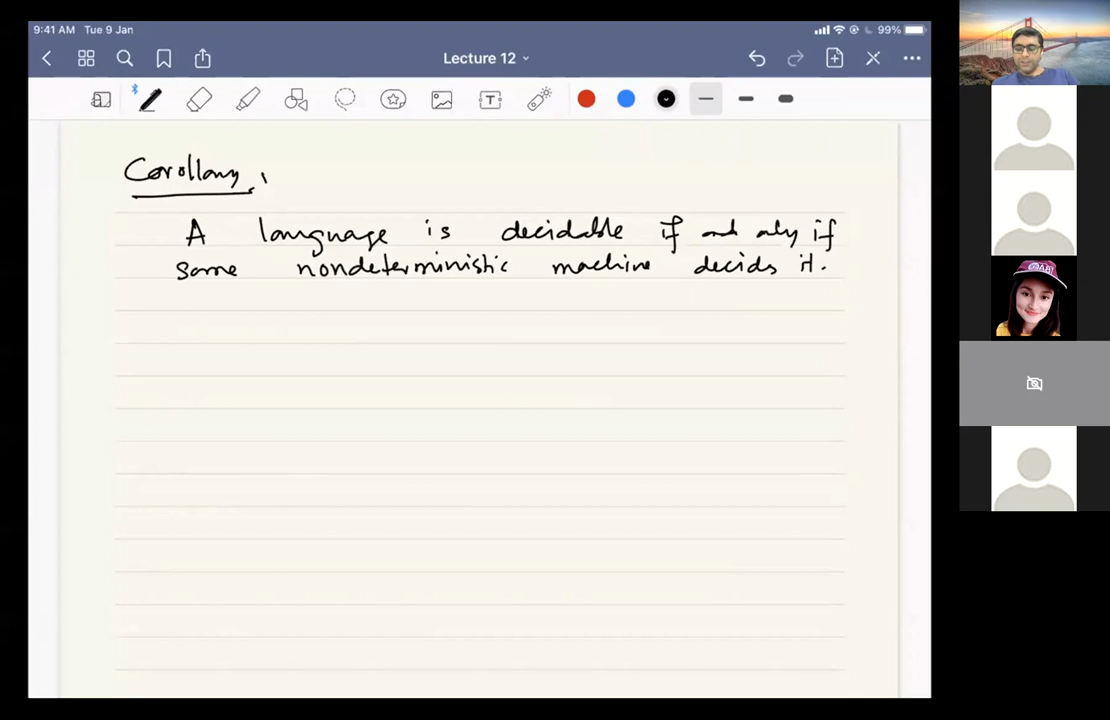 9:41 AM Tue 9 Jan
99%
Lecture 12
T
Corollary.
A language is decidable if and only if
some nondeterministic machine decids it.